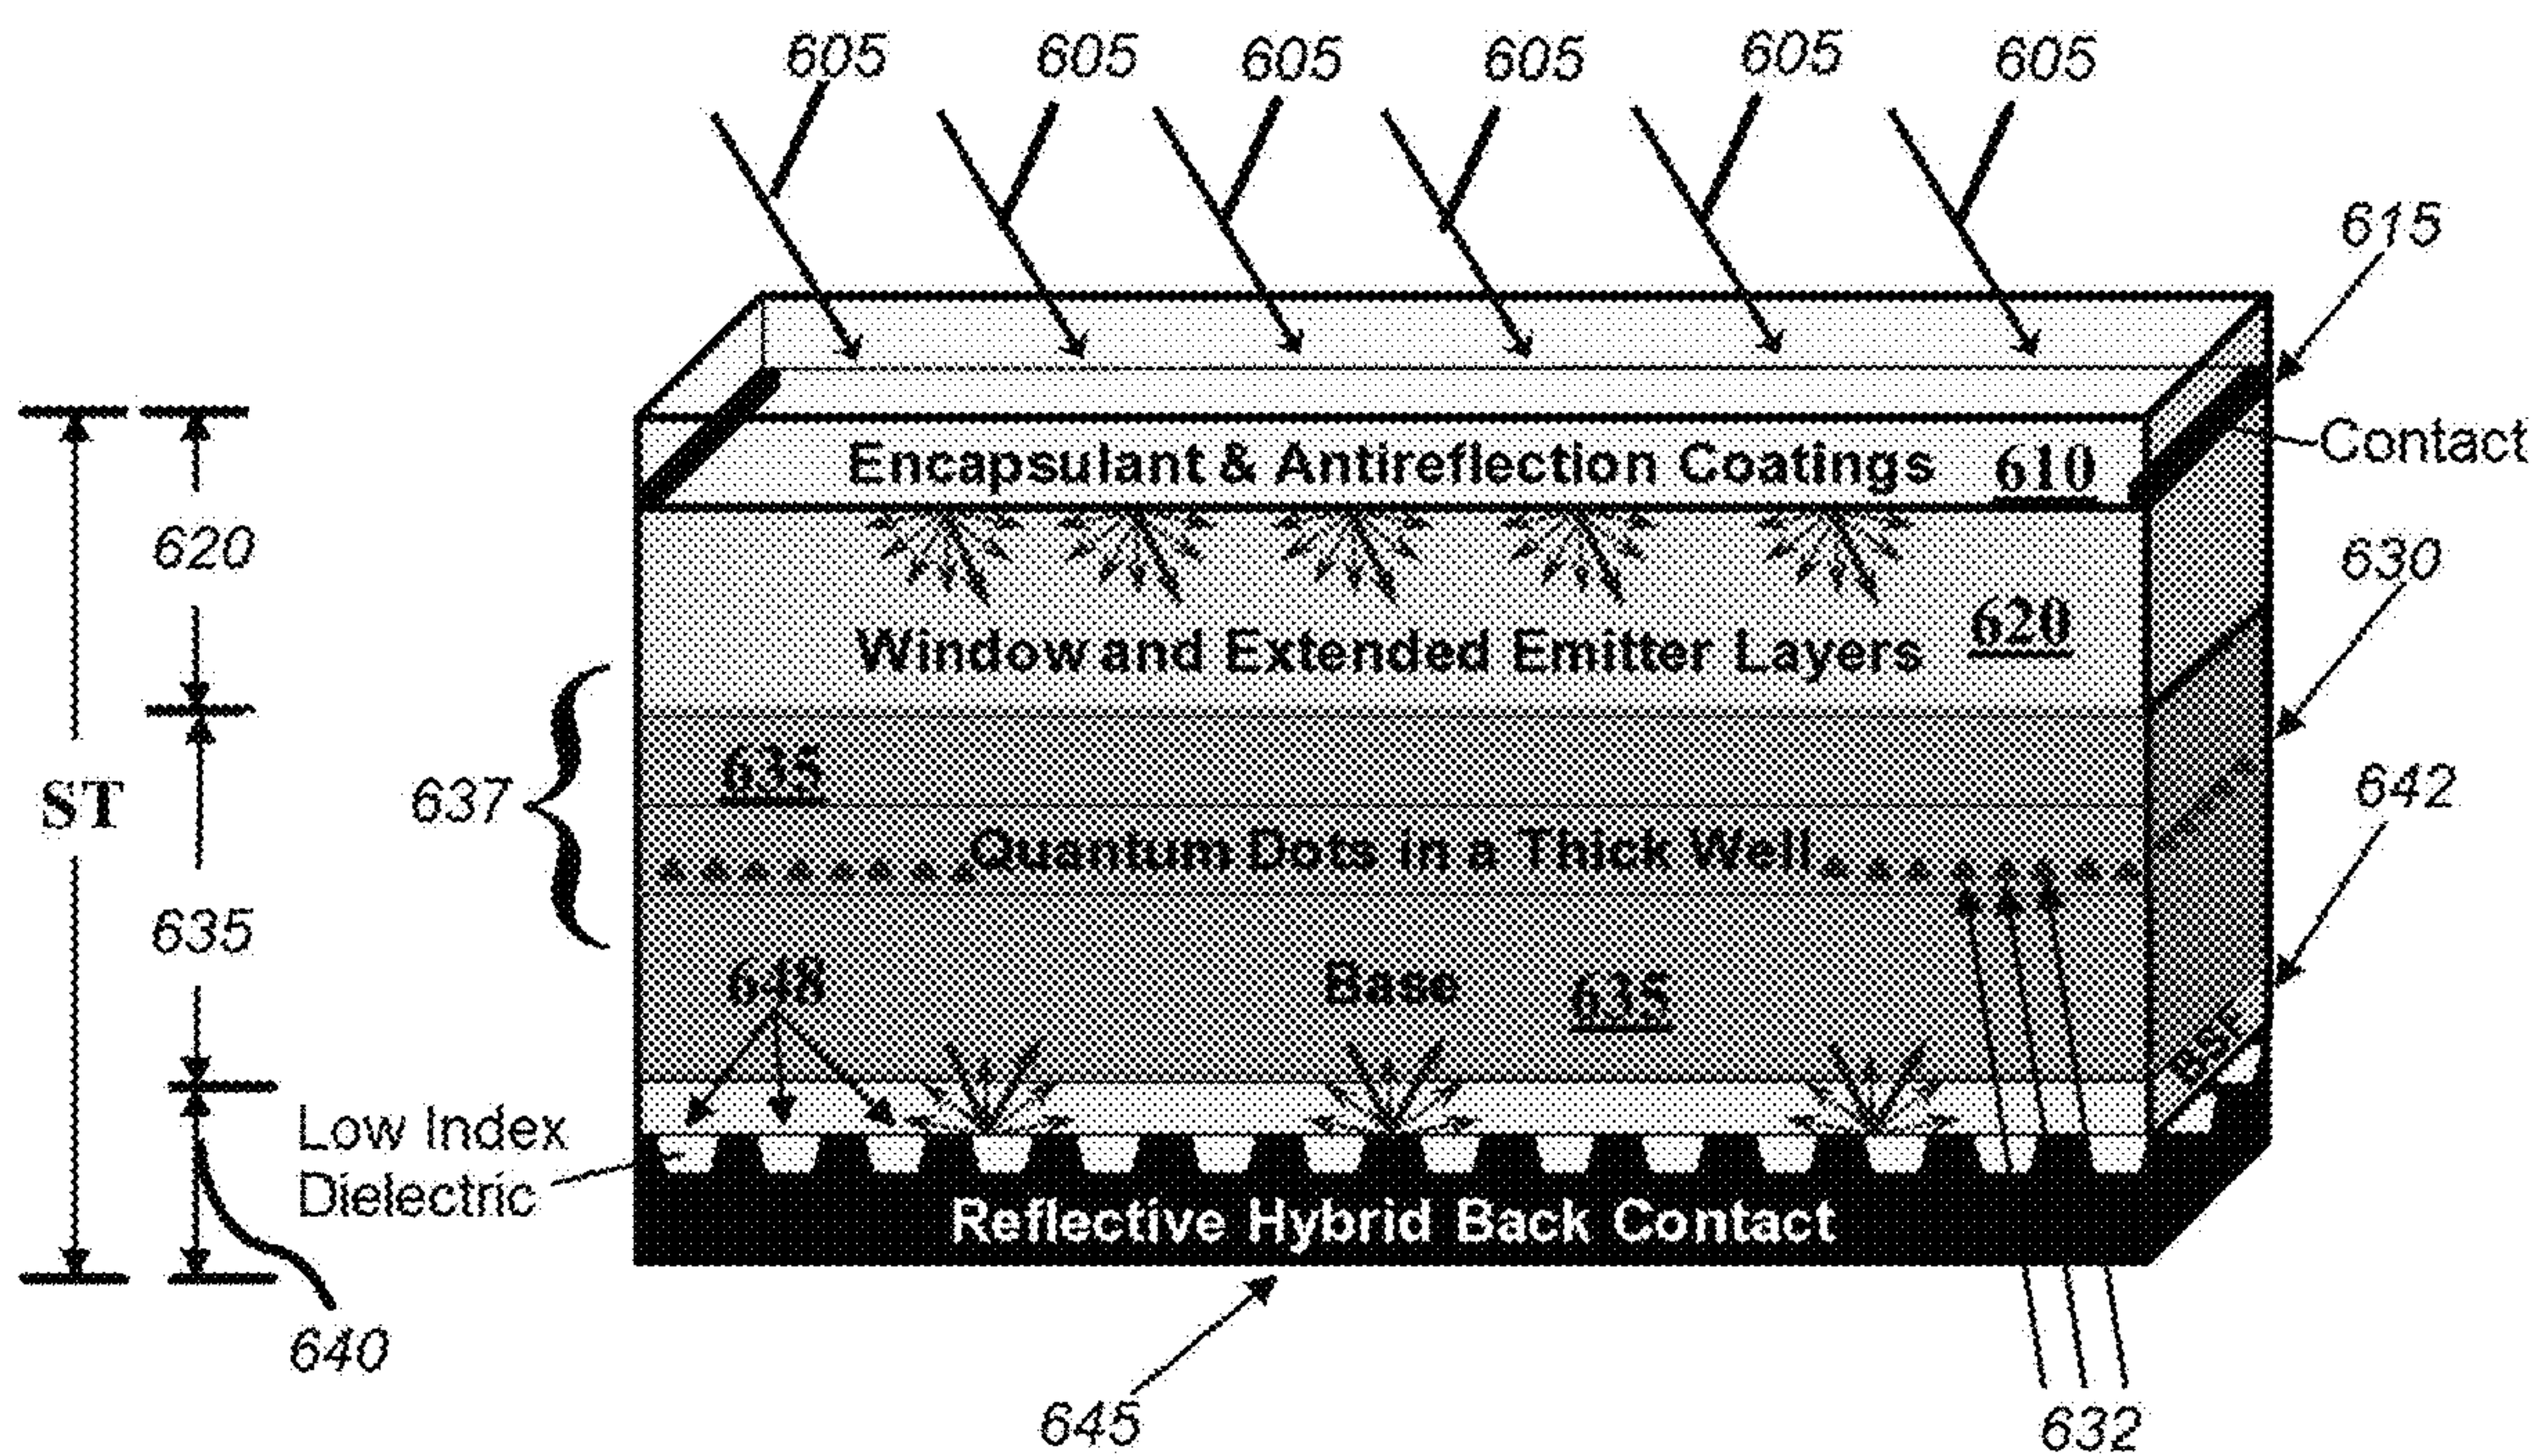 605 605 605 605 605 605
615
Contact
Encapsulant & Antireflection Coatings 610
620
630
620
Window and Extended Emitter Layers
635
ST
637
642
Quantum Dots in a Thick Well
635
648
Base 635
BSF
Low Index
Dielectric
Reflective Hybrid Back Contact
640
645
632